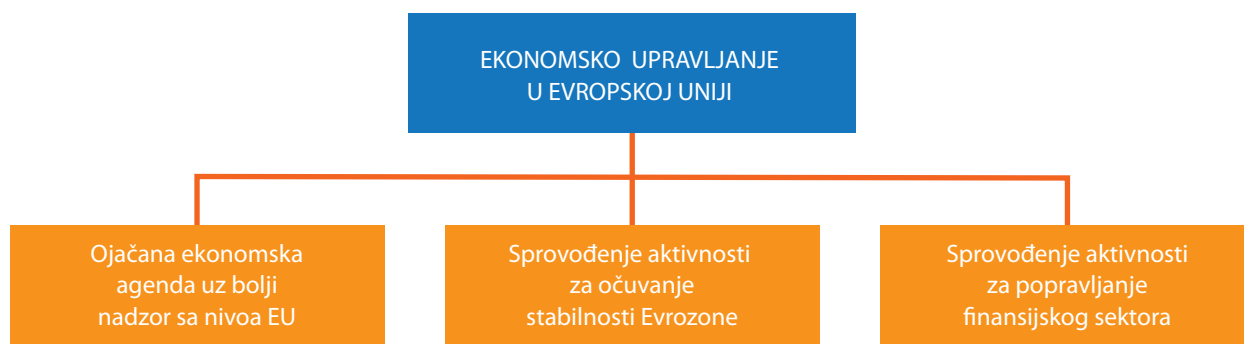 EKONOMSKO UPRAVLJANJE
U EVROPSKOJ UNIJI
Ojačana ekonomska
agenda uz bolji
nadzor sa nivoa EU
Sprovođenje aktivnosti
za očuvanje
stabilnosti Evrozone
Sprovođenje aktivnosti
za popravljanje
finansijskog sektora